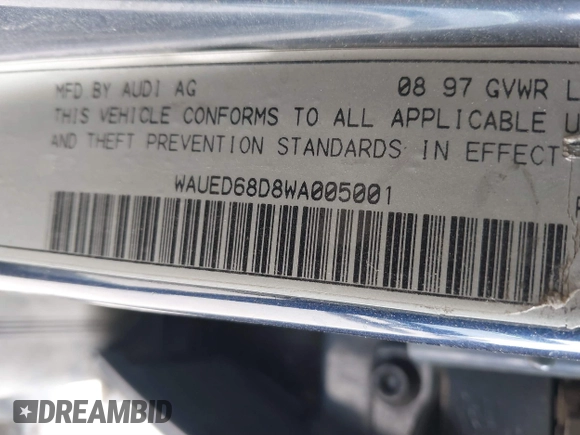 MFD BY AUDI AG 08 97 GVWR
THIS VEHICLE CONFORMS TO ALL APPLICABLE
AND THEFT PREVENTION STANDARDS IN EFFECT
WAUED68D8WA005001
DREAMBID